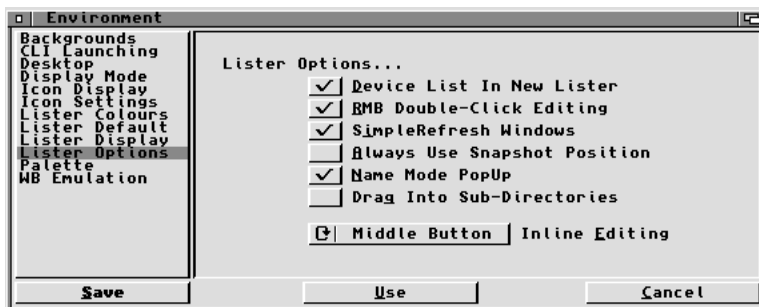 Environment
Backgrounds
CLI Launching
Desktop
Display Mode
Icon Display
Icon Settings
Lister Colours
Lister Default
Lister Display
Lister Options
Palette
WB Emulation
Lister Options...
Device List In New Lister
RMB Double-Click Editing
SimpleRefresh Windows
Always Use Snapshot Position
Name Mode PopUp
Drag Into Sub-Directories
Middle Button Inline Editing
Save Use Cancel